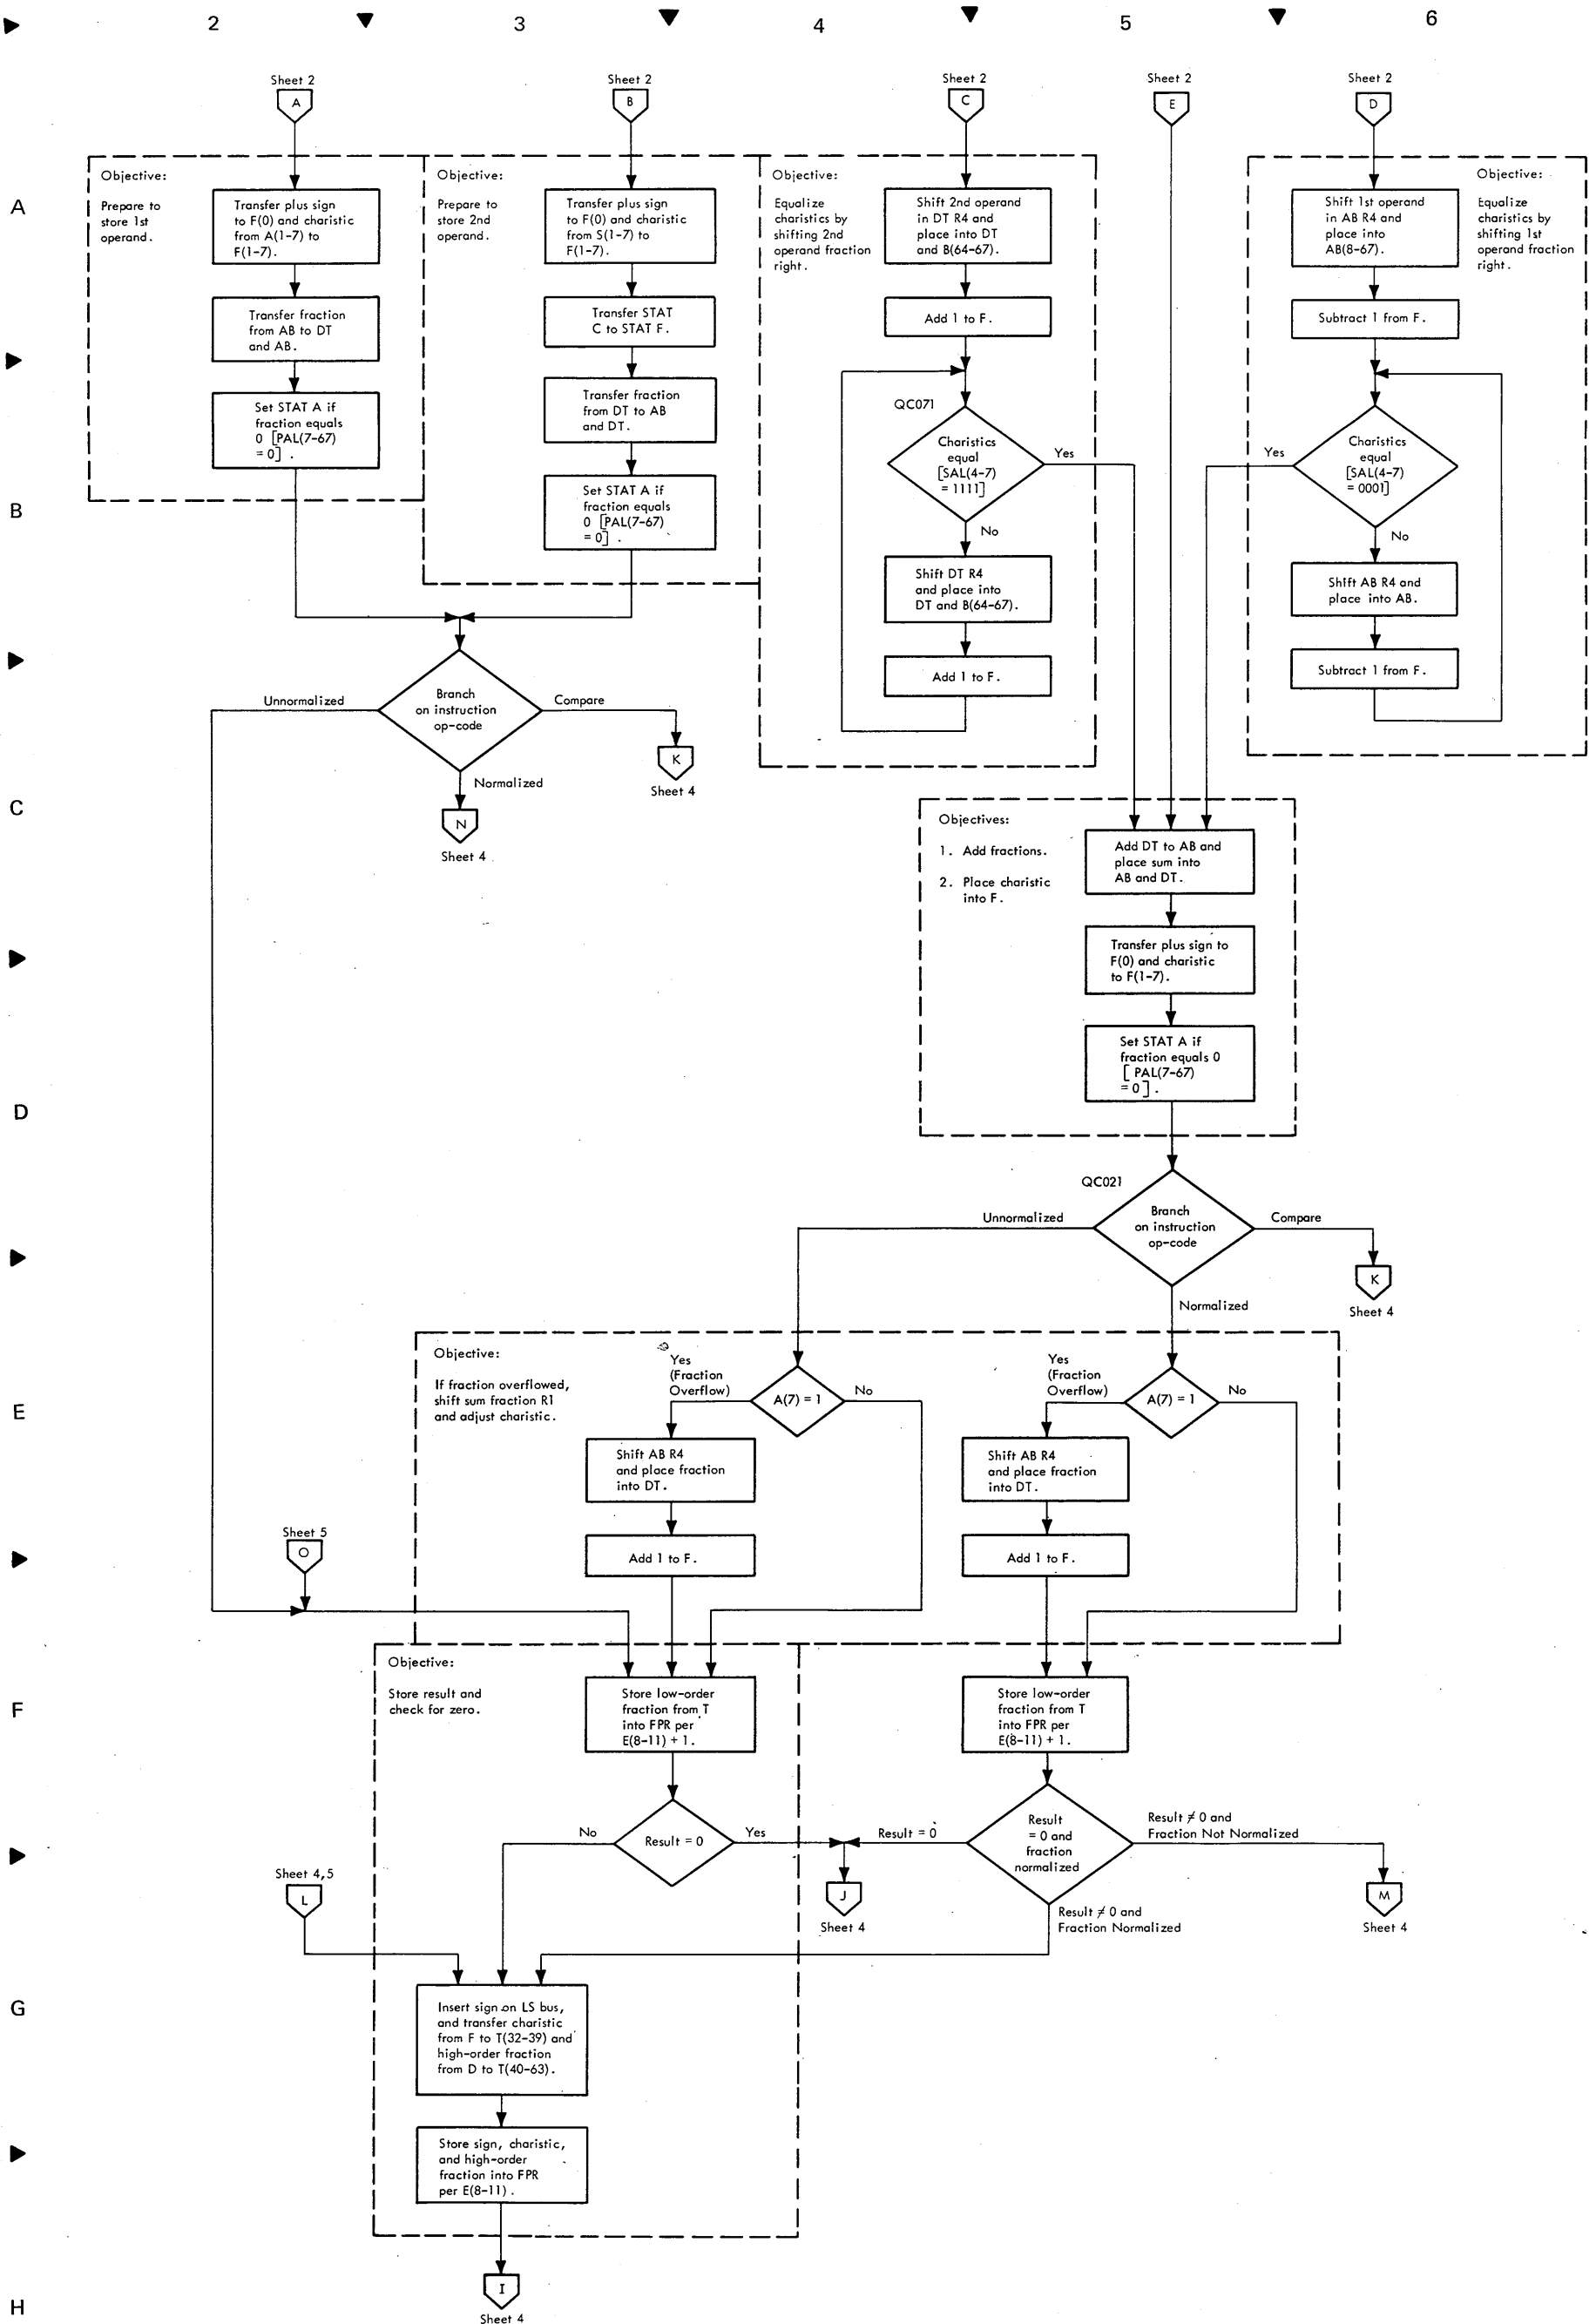 2 3 4 5 6
Sheet 2
A
Sheet 2
B
Sheet 2
C
Sheet 2
E
Sheet 2
D
A
B
C
D
E
F
G
H
Objective:
Prepare to
store 1st
operand.
Transfer plus sign
to F(0) and charistic
from A(1-7) to
F(1-7).
Transfer fraction
from AB to DT
and AB.
Set STAT A if
fraction equals
0 [PAL(7-67)
= 0] .
Objective:
Prepare to
store 2nd
operand.
Transfer plus sign
to F(0) and charistic
from S(1-7) to
F(1-7).
Transfer STAT
C to STAT F.
Transfer fraction
from DT to AB
and DT.
Set STAT A if
fraction equals
0 [PAL(7-67)
= 0] .
Objective:
Equalize
charistics by
shifting 2nd
operand fraction
right.
Shift 2nd operand
in DT R4 and
place into DT
and B(64-67).
Add 1 to F.
QC071
Charistics
equal
[SAL(4-7)
= 1111]
Yes
No
Shift DT R4
and place into
DT and B(64-67).
Add 1 to F.
Objective:
Equalize
charistics by
shifting 1st
operand fraction
right.
Shift 1st operand
in AB R4 and
place into
AB(8-67).
Subtract 1 from F.
Charistics
equal
[SAL(4-7)
= 0001]
Yes
No
Shift AB R4 and
place into AB.
Subtract 1 from F.
Branch
on instruction
op-code
Unnormalized
Compare
K
Sheet 4
Normalized
N
Sheet 4
Objectives:
1. Add fractions.
2. Place charistic
into F.
Add DT to AB and
place sum into
AB and DT.
Transfer plus sign to
F(0) and charistic
to F(1-7).
Set STAT A if
fraction equals 0
[ PAL(7-67)
= 0] .
QC021
Branch
on instruction
op-code
Unnormalized
Compare
K
Sheet 4
Normalized
Objective:
If fraction overflowed,
shift sum fraction R1
and adjust charistic.
Yes
(Fraction
Overflow)
A(7) = 1
No
Shift AB R4
and place fraction
into DT.
Add 1 to F.
Yes
(Fraction
Overflow)
A(7) = 1
No
Shift AB R4
and place fraction
into DT.
Add 1 to F.
Sheet 5
O
Objective:
Store result and
check for zero.
Store low-order
fraction from T
into FPR per
E(8-11) + 1.
Store low-order
fraction from T
into FPR per
E(8-11) + 1.
No
Result = 0
Yes
Result = 0
Result
= 0 and
fraction
normalized
Result ≠ 0 and
Fraction Not Normalized
J
Sheet 4
M
Sheet 4
Result ≠ 0 and
Fraction Normalized
Sheet 4,5
L
Insert sign on LS bus,
and transfer charistic
from F to T(32-39) and
high-order fraction
from D to T(40-63).
Store sign, charistic,
and high-order
fraction into FPR
per E(8-11) .
I
Sheet 4